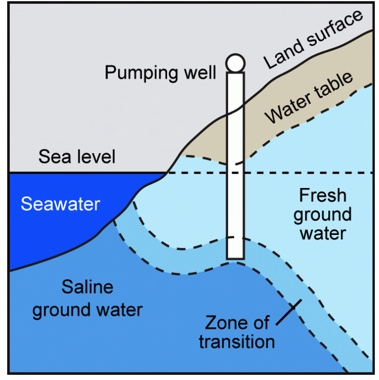 Land surface
Pumping well
Water table
Sea level
Seawater
Fresh
ground
water
Saline
ground water
Zone of
transition